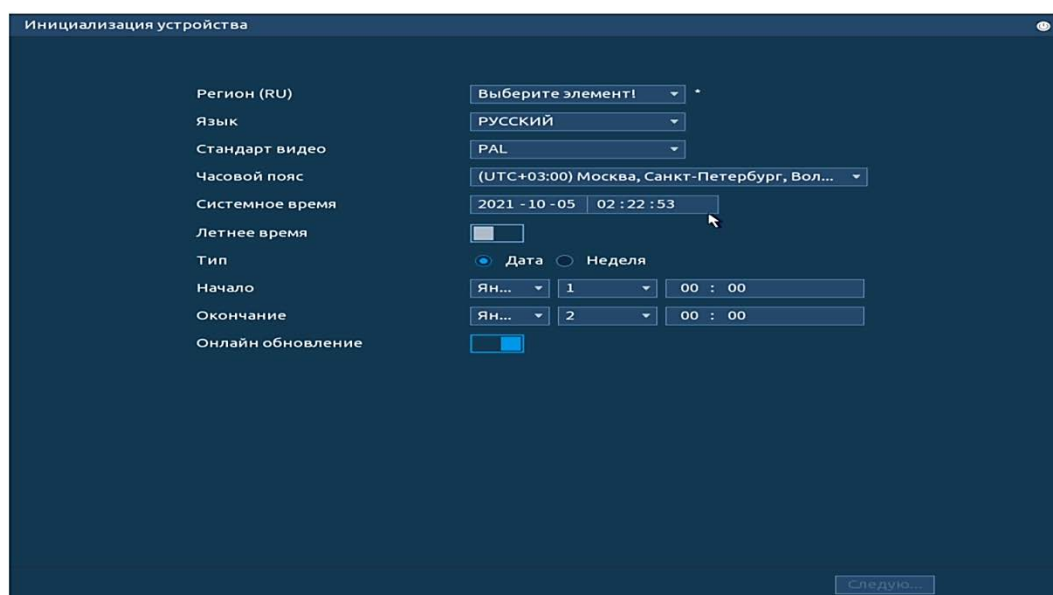 Инициализация устройства
Регион (RU) Выберите элемент! *
Язык РУССКИЙ
Стандарт видео PAL
Часовой пояс (UTC+03:00) Москва, Санкт-Петербург, Вол...
Системное время 2021 -10 -05 02 :22 :53
Летнее время
Тип Дата Неделя
Начало Ян... 1 00 : 00
Окончание Ян... 2 00 : 00
Онлайн обновление
Следую...